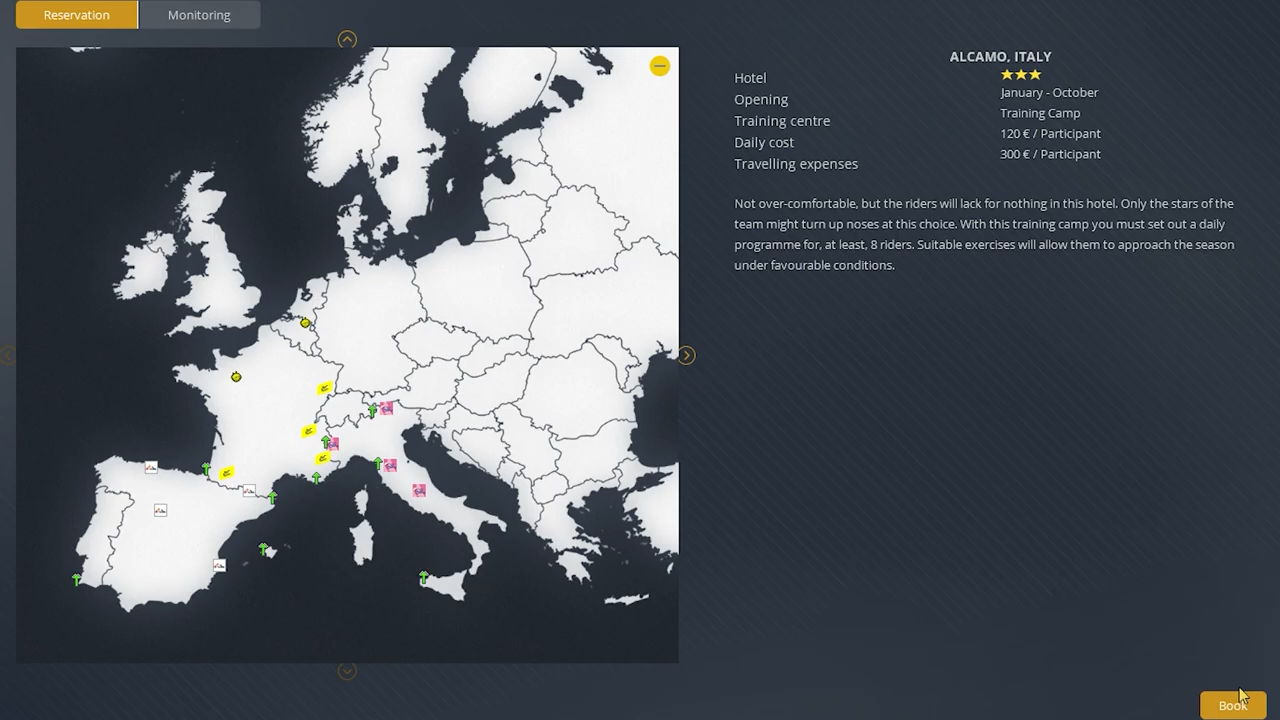 Reservation
Monitoring
ALCAMO, ITALY
Hotel
Opening January - October
Training centre Training Camp
Daily cost 120 € / Participant
Travelling expenses 300 € / Participant
Not over-comfortable, but the riders will lack for nothing in this hotel. Only the stars of the
team might turn up noses at this choice. With this training camp you must set out a daily
programme for, at least, 8 riders. Suitable exercises will allow them to approach the season
under favourable conditions.
Book